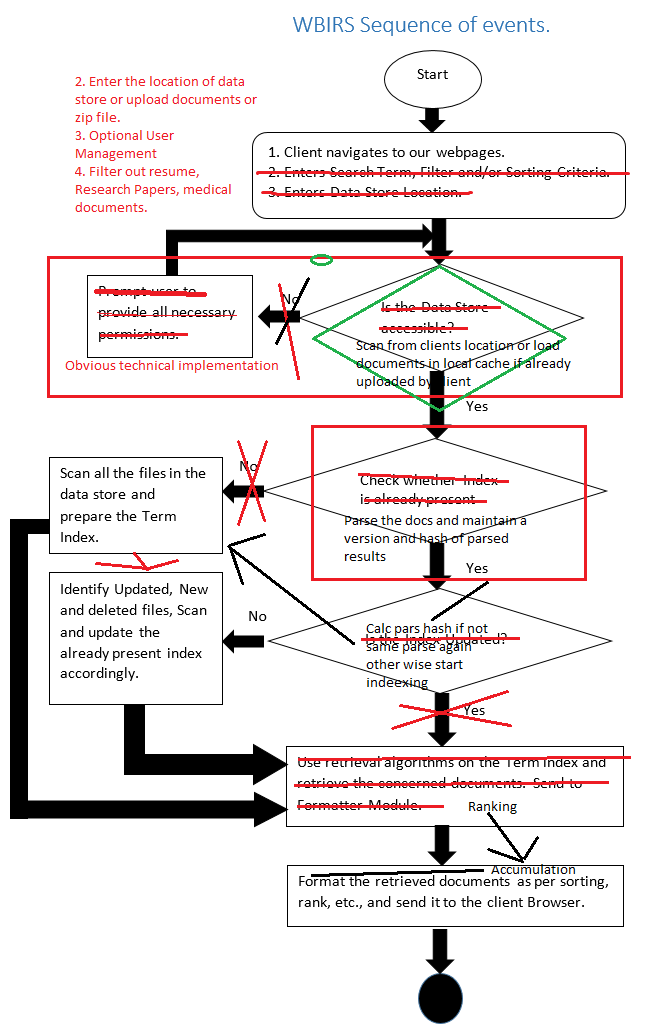 WBIRS Sequence of events.
Start
2. Enter the location of data
store or upload documents or
zip file.
3. Optional User
Management
4. Filter out resume,
Research Papers, medical
documents.
1. Client navigates to our webpages.
2. Enters Search Term, Filter and/or Sorting Criteria.
3. Enters Data Store Location.
Prompt user to
provide all necessary
permissions.
No
Is the Data Store
accessible?
Scan from clients location or load
documents in local cache if already
uploaded by client
Obvious technical implementation
Yes
No
Scan all the files in the
data store and
prepare the Term
Index.
Check whether Index
is already present
Parse the docs and maintain a
version and hash of parsed
results
Yes
Identify Updated, New
and deleted files, Scan
and update the
already present index
accordingly.
No
Calc pars hash if not
Is the Index Updated?
same parse again
other wise start
indeexing
Yes
Use retrieval algorithms on the Term Index and
retrieve the concerned documents. Send to
Formatter Module.
Ranking
Accumulation
Format the retrieved documents as per sorting,
rank, etc., and send it to the client Browser.